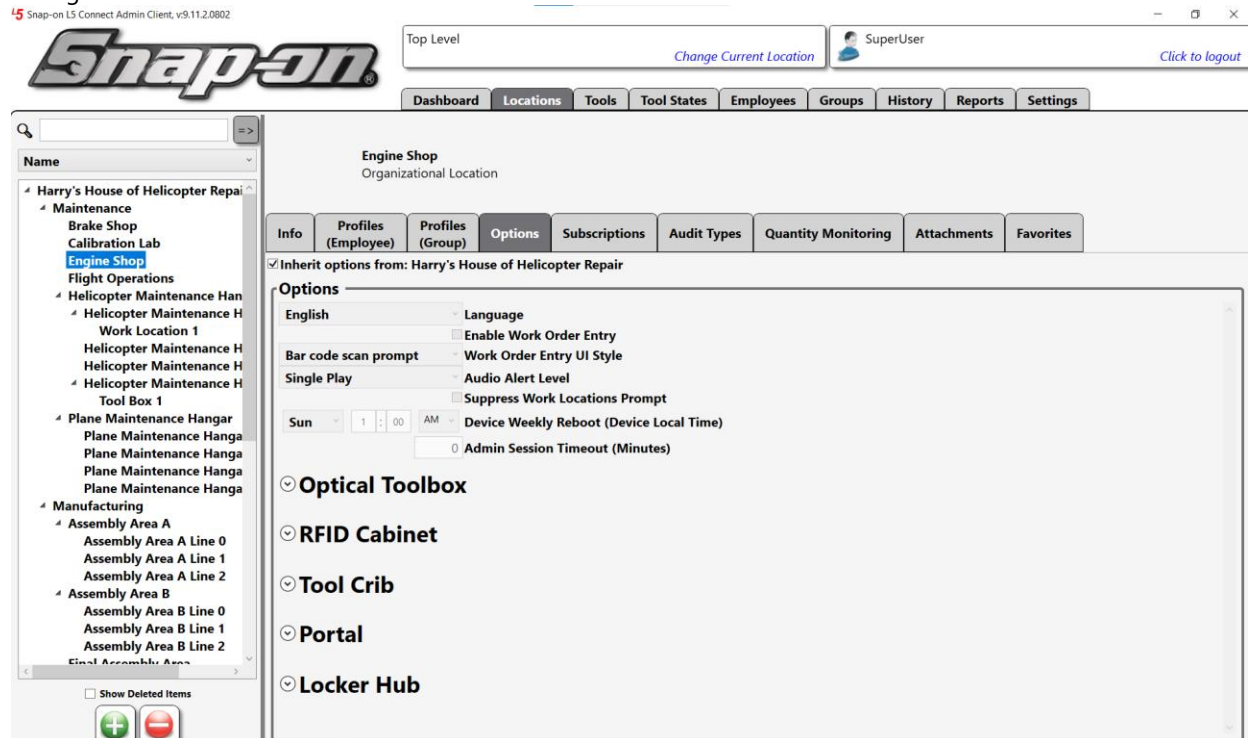 L5 Snap-on L5 Connect Admin Client, v:9.11.2.0802
Snap-on
Top Level
Change Current Location
SuperUser
Click to logout
Dashboard Locations Tools Tool States Employees Groups History Reports Settings
=>
Name
Harry's House of Helicopter Repai
Maintenance
Brake Shop
Calibration Lab
Engine Shop
Flight Operations
Helicopter Maintenance Han
Helicopter Maintenance H
Work Location 1
Helicopter Maintenance H
Helicopter Maintenance H
Helicopter Maintenance H
Tool Box 1
Plane Maintenance Hangar
Plane Maintenance Hanga
Plane Maintenance Hanga
Plane Maintenance Hanga
Plane Maintenance Hanga
Manufacturing
Assembly Area A
Assembly Area A Line 0
Assembly Area A Line 1
Assembly Area A Line 2
Assembly Area B
Assembly Area B Line 0
Assembly Area B Line 1
Assembly Area B Line 2
Final Assembly Area
Show Deleted Items
Engine Shop
Organizational Location
Info Profiles (Employee) Profiles (Group) Options Subscriptions Audit Types Quantity Monitoring Attachments Favorites
Inherit options from: Harry's House of Helicopter Repair
Options
English Language
Enable Work Order Entry
Bar code scan prompt Work Order Entry UI Style
Single Play Audio Alert Level
Suppress Work Locations Prompt
Sun 1 : 00 AM Device Weekly Reboot (Device Local Time)
0 Admin Session Timeout (Minutes)
Optical Toolbox
RFID Cabinet
Tool Crib
Portal
Locker Hub